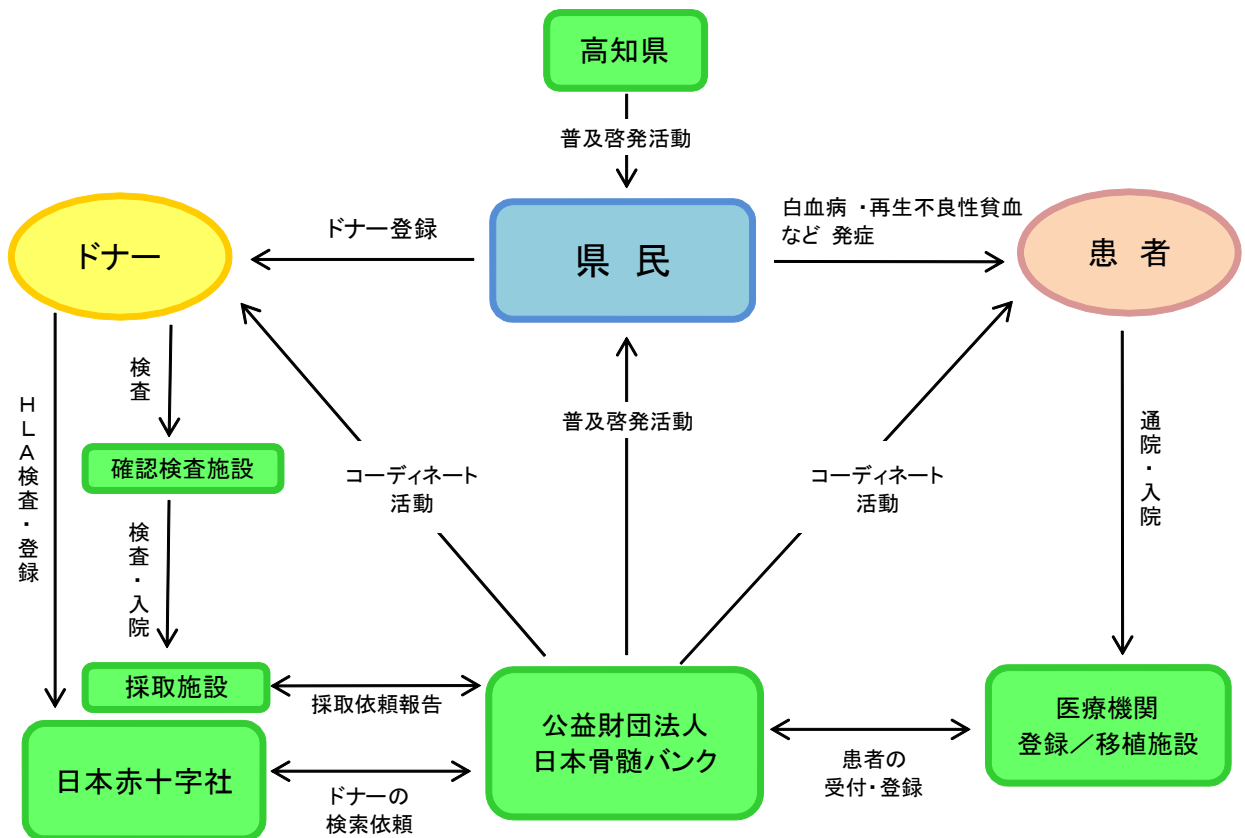 高知県
普及啓発活動
ドナー
ドナー登録
県 民
白血病 ・再生不良性貧血
など 発症
患 者
検査
HLA検査・登録
確認検査施設
検査・入院
コーディネート
活動
普及啓発活動
コーディネート
活動
通院・入院
採取施設
採取依頼報告
日本赤十字社
ドナーの
検索依頼
公益財団法人
日本骨髄バンク
患者の
受付・登録
医療機関
登録／移植施設